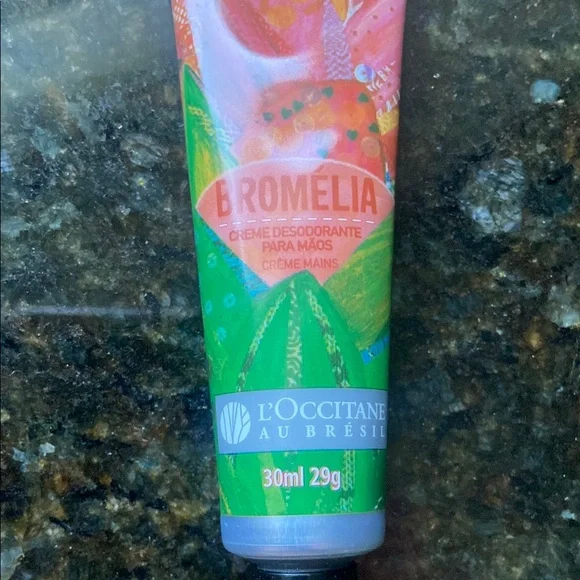 BROMÉLIA
CREME DESODORANTE
PARA MÃOS
CRÈME MAINS
L'OCCITANE
AU BRÉSIL
30ml 29g